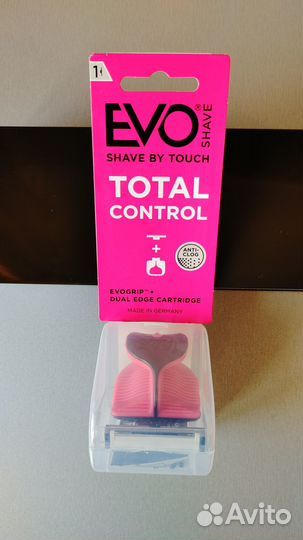 1
EVO® SHAVE
SHAVE BY TOUCH
TOTAL
CONTROL
+
ANTI-
CLOG
EVOGRIP™ +
DUAL EDGE CARTRIDGE
MADE IN GERMANY
Avito